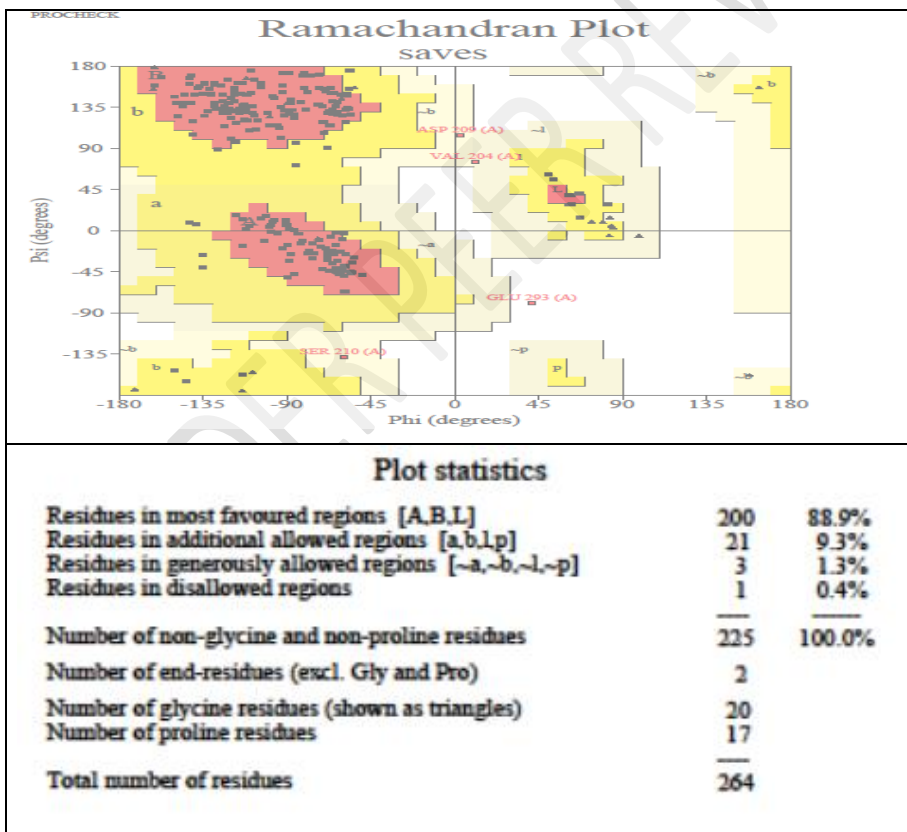 PROCHECK
Ramachandran Plot
saves
180
135
90
45
0
-45
-90
-135
Psi (degrees)
B
b
~b
b
~b
ASP 209 (A)
~l
VAL 204 (A)
l
L
a
A
~a
GLU 293 (A)
SER 210 (A)
~b
b
~p
p
~b
-180 -135 -90 -45 0 45 90 135 180
Phi (degrees)
Plot statistics
Residues in most favoured regions [A,B,L] 200 88.9%
Residues in additional allowed regions [a,b,l,p] 21 9.3%
Residues in generously allowed regions [~a,~b,~l,~p] 3 1.3%
Residues in disallowed regions 1 0.4%
---- ------
Number of non-glycine and non-proline residues 225 100.0%
Number of end-residues (excl. Gly and Pro) 2
Number of glycine residues (shown as triangles) 20
Number of proline residues 17
----
Total number of residues 264